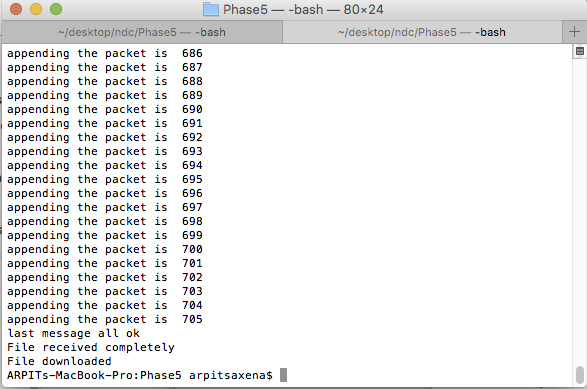 Phase5 — -bash — 80×24
~/desktop/ndc/Phase5 — -bash
~/desktop/ndc/Phase5 — -bash
appending the packet is  686
appending the packet is  687
appending the packet is  688
appending the packet is  689
appending the packet is  690
appending the packet is  691
appending the packet is  692
appending the packet is  693
appending the packet is  694
appending the packet is  695
appending the packet is  696
appending the packet is  697
appending the packet is  698
appending the packet is  699
appending the packet is  700
appending the packet is  701
appending the packet is  702
appending the packet is  703
appending the packet is  704
appending the packet is  705
last message all ok
File received completely
File downloaded
ARPITs-MacBook-Pro:Phase5 arpitsaxena$